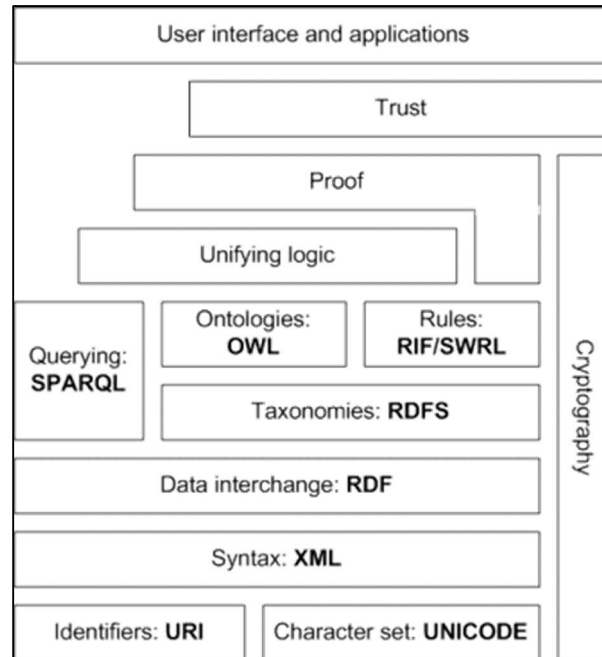 User interface and applications
Trust
Proof
Unifying logic
Ontologies:
OWL
Rules:
RIF/SWRL
Querying:
SPARQL
Taxonomies: RDFS
Cryptography
Data interchange: RDF
Syntax: XML
Identifiers: URI
Character set: UNICODE